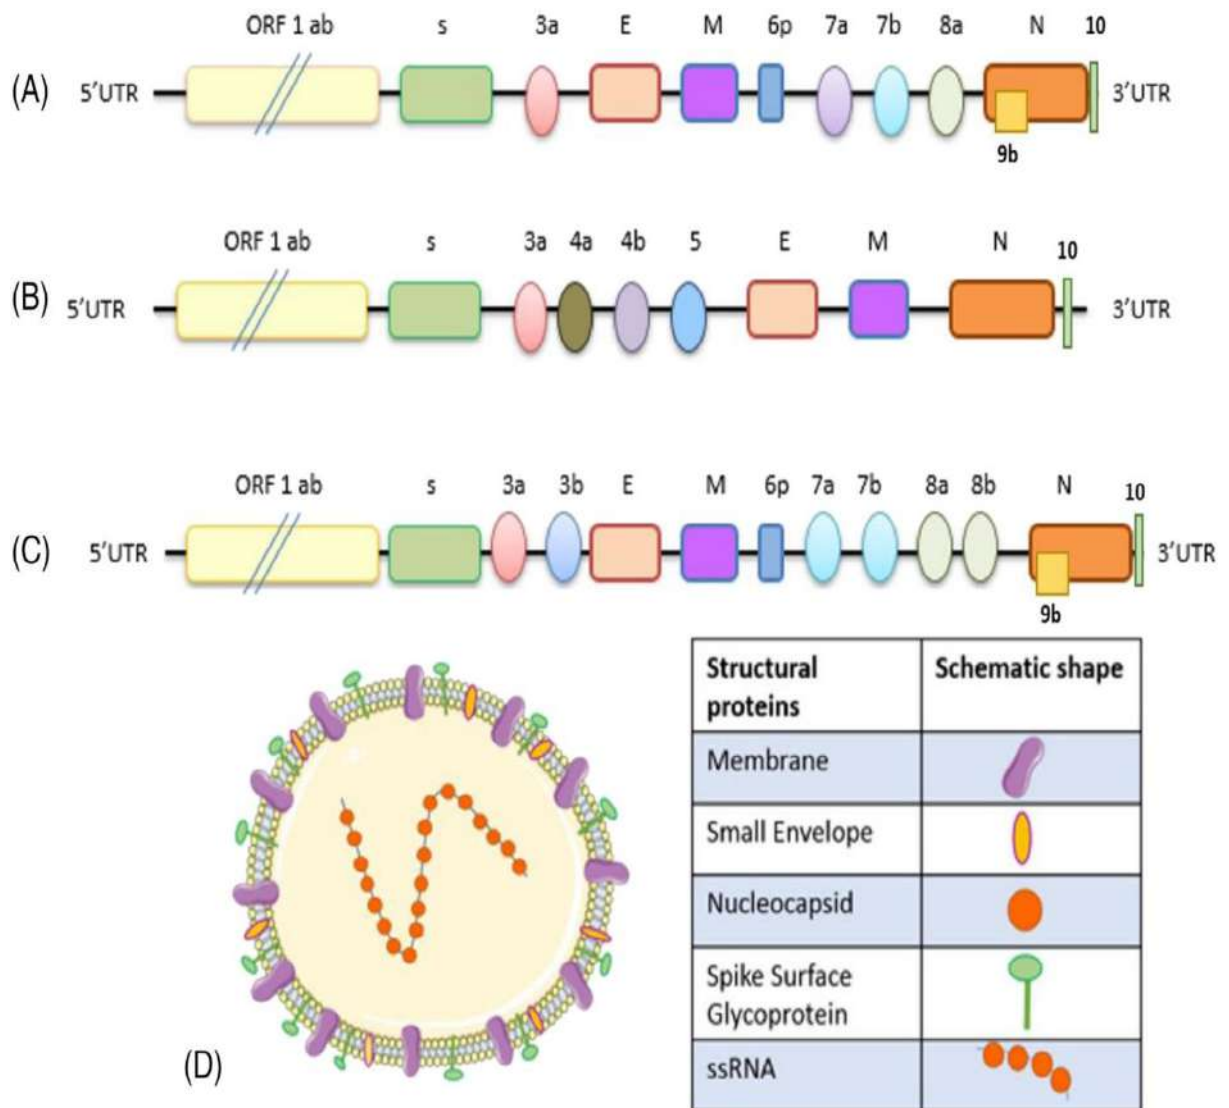 ORF 1 ab s 3a E M 6p 7a 7b 8a N 10
(A) 5'UTR 3'UTR
9b
ORF 1 ab s 3a 4a 4b 5 E M N 10
(B) 5'UTR 3'UTR
ORF 1 ab s 3a 3b E M 6p 7a 7b 8a 8b N 10
(C) 5'UTR 3'UTR
9b
(D)
Structural proteins Schematic shape
Membrane
Small Envelope
Nucleocapsid
Spike Surface
Glycoprotein
ssRNA